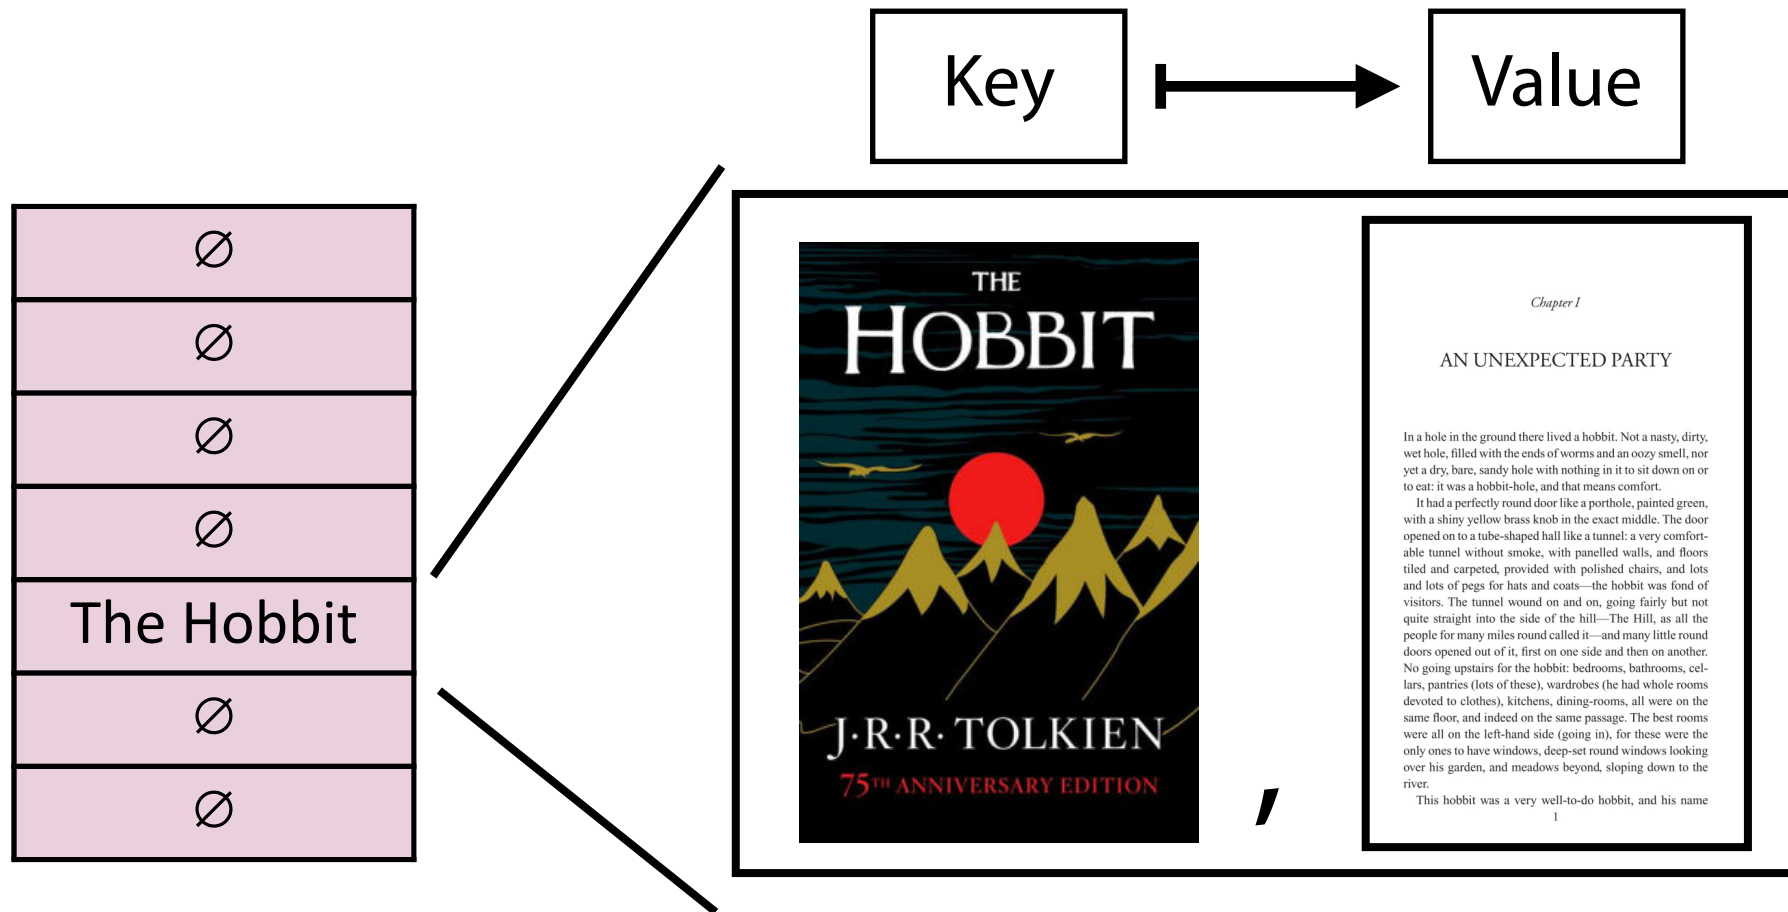 Key
Value
∅
∅
∅
∅
The Hobbit
∅
∅
THE
HOBBIT
J·R·R· TOLKIEN
75TH ANNIVERSARY EDITION
,
Chapter I
AN UNEXPECTED PARTY
In a hole in the ground there lived a hobbit. Not a nasty, dirty,
wet hole, filled with the ends of worms and an oozy smell, nor
yet a dry, bare, sandy hole with nothing in it to sit down on or
to eat: it was a hobbit-hole, and that means comfort.
It had a perfectly round door like a porthole, painted green,
with a shiny yellow brass knob in the exact middle. The door
opened on to a tube-shaped hall like a tunnel: a very comfort-
able tunnel without smoke, with panelled walls, and floors
tiled and carpeted, provided with polished chairs, and lots
and lots of pegs for hats and coats—the hobbit was fond of
visitors. The tunnel wound on and on, going fairly but not
quite straight into the side of the hill—The Hill, as all the
people for many miles round called it—and many little round
doors opened out of it, first on one side and then on another.
No going upstairs for the hobbit: bedrooms, bathrooms, cel-
lars, pantries (lots of these), wardrobes (he had whole rooms
devoted to clothes), kitchens, dining-rooms, all were on the
same floor, and indeed on the same passage. The best rooms
were all on the left-hand side (going in), for these were the
only ones to have windows, deep-set round windows looking
over his garden, and meadows beyond, sloping down to the
river.
This hobbit was a very well-to-do hobbit, and his name
1